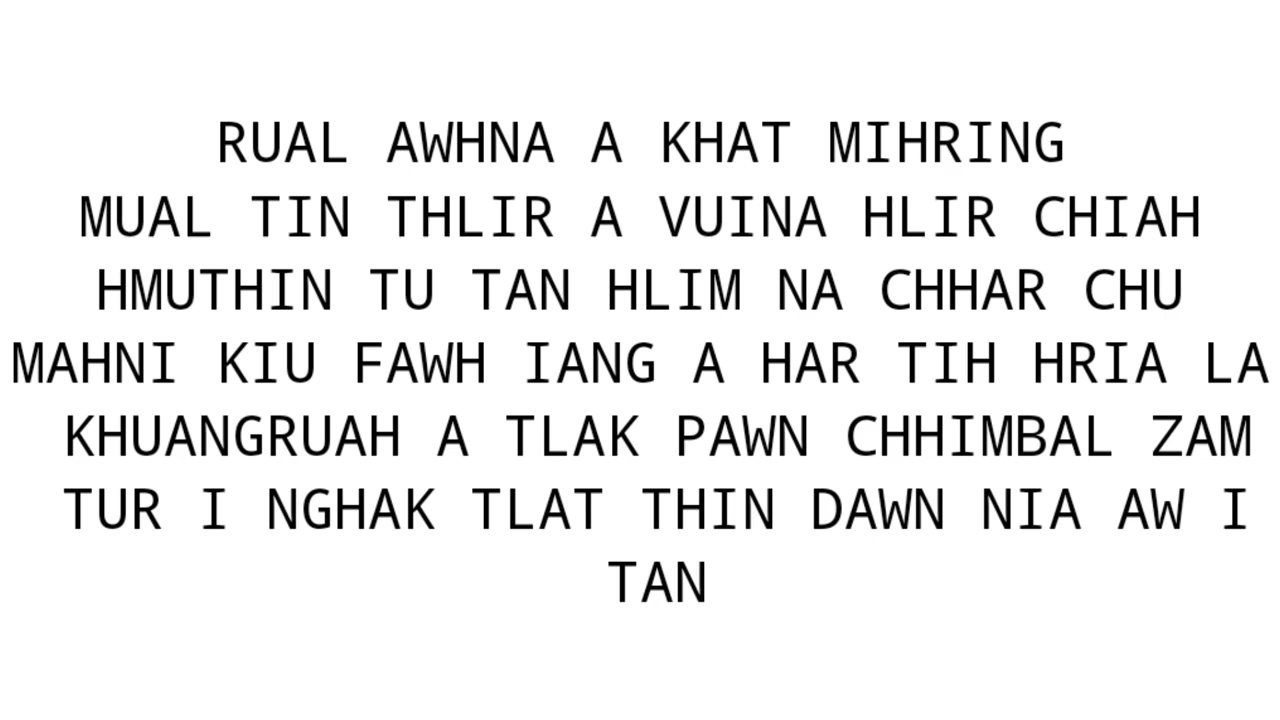 RUAL AWHNA A KHAT MIHRING
MUAL TIN THLIR A VUINA HLIR CHIAH
HMUTHIN TU TAN HLIM NA CHHAR CHU
MAHNI KIU FAWH IANG A HAR TIH HRIA LA
KHUANGRUAH A TLAK PAWN CHHIMBAL ZAM
TUR I NGHAK TLAT THIN DAWN NIA AW I
TAN